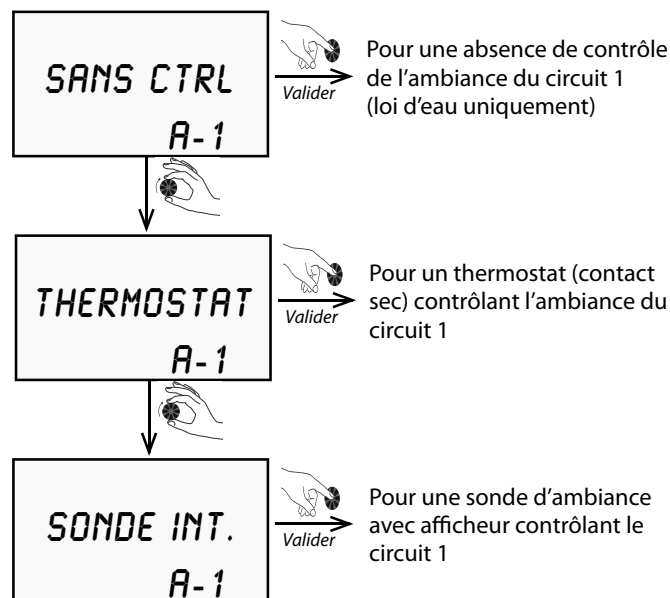 SANS CTRL
A-1
Valider
Pour une absence de contrôle
de l’ambiance du circuit 1
(loi d’eau uniquement)
THERMOSTAT
A-1
Valider
Pour un thermostat (contact
sec) contrôlant l’ambiance du
circuit 1
SONDE INT.
A-1
Valider
Pour une sonde d’ambiance
avec afficheur contrôlant le
circuit 1